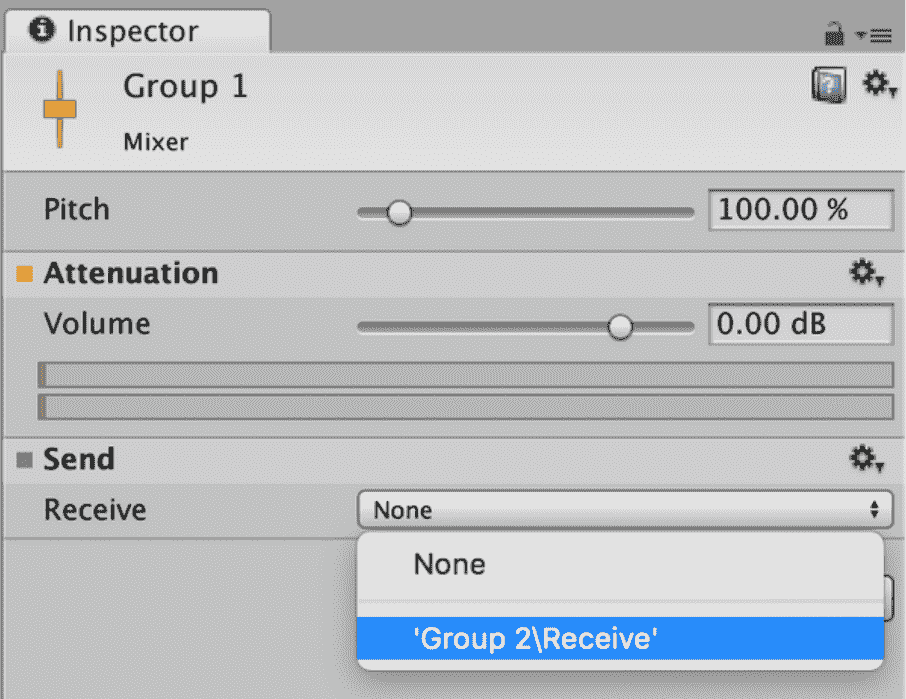 Inspector
Group 1
Mixer
Pitch
100.00 %
Attenuation
Volume
0.00 dB
Send
Receive
None
None
'Group 2\Receive'